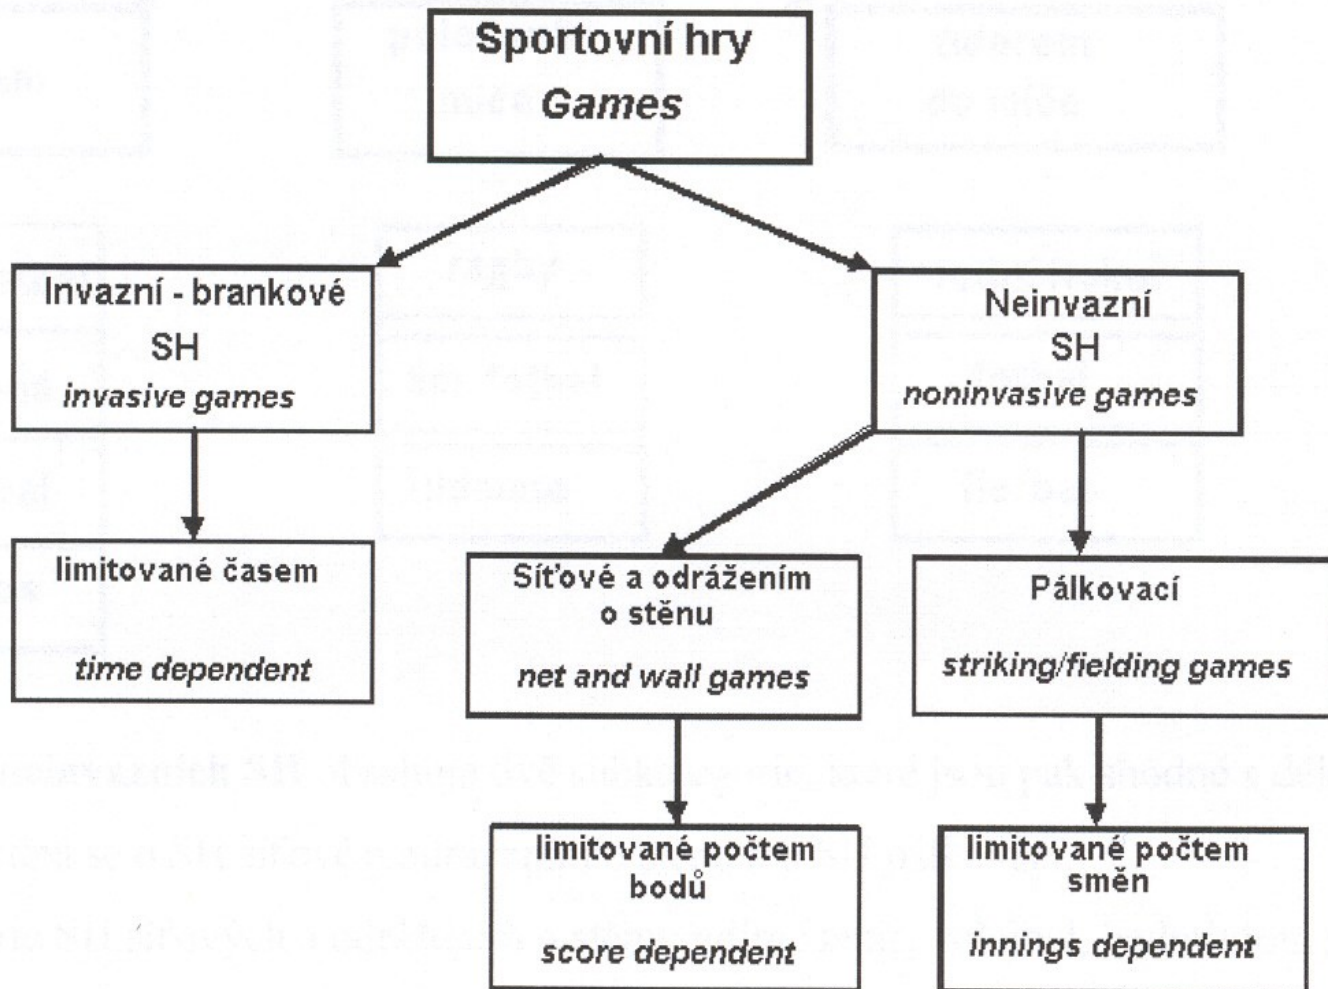 Sportovní hry
Games
Invazní - brankové
SH
invasive games
Neinvazní
SH
noninvasive games
limitované časem
time dependent
Síťové a odrážením
o stěnu
net and wall games
Pálkovací
striking/fielding games
limitované počtem
bodů
score dependent
limitované počtem
směn
innings dependent